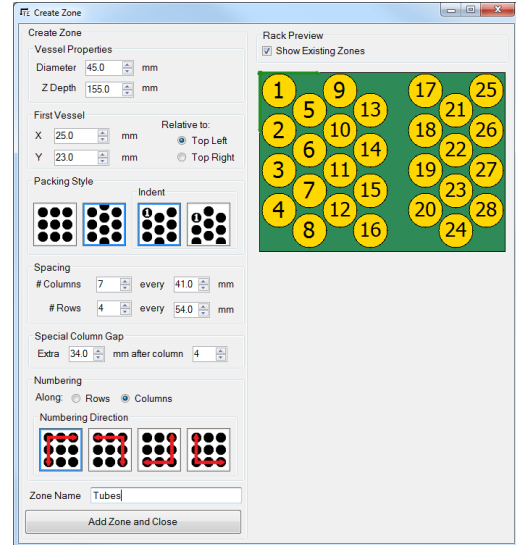 Create Zone
Create Zone
Vessel Properties
Diameter 45.0 mm
Z Depth 155.0 mm
First Vessel
X 25.0 mm
Y 23.0 mm
Relative to:
Top Left
Top Right
Packing Style
Indent
1 1
Spacing
# Columns 7 every 41.0 mm
# Rows 4 every 54.0 mm
Special Column Gap
Extra 34.0 mm after column 4
Numbering
Along: Rows Columns
Numbering Direction
Zone Name Tubes
Add Zone and Close
Rack Preview
Show Existing Zones
1 9 17 25
5 13 21
2 10 18 26
6 14 22
3 11 19 27
7 15 23
4 12 20 28
8 16 24